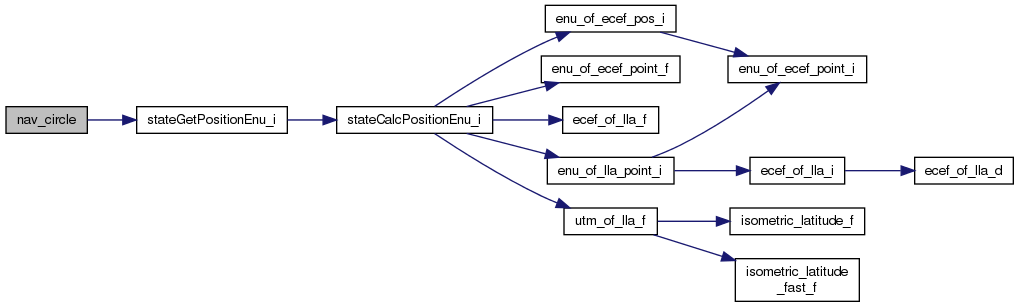 nav_circle
stateGetPositionEnu_i
stateCalcPositionEnu_i
enu_of_ecef_pos_i
enu_of_ecef_point_f
ecef_of_lla_f
enu_of_lla_point_i
utm_of_lla_f
enu_of_ecef_point_i
ecef_of_lla_i
isometric_latitude_f
isometric_latitude
_fast_f
ecef_of_lla_d